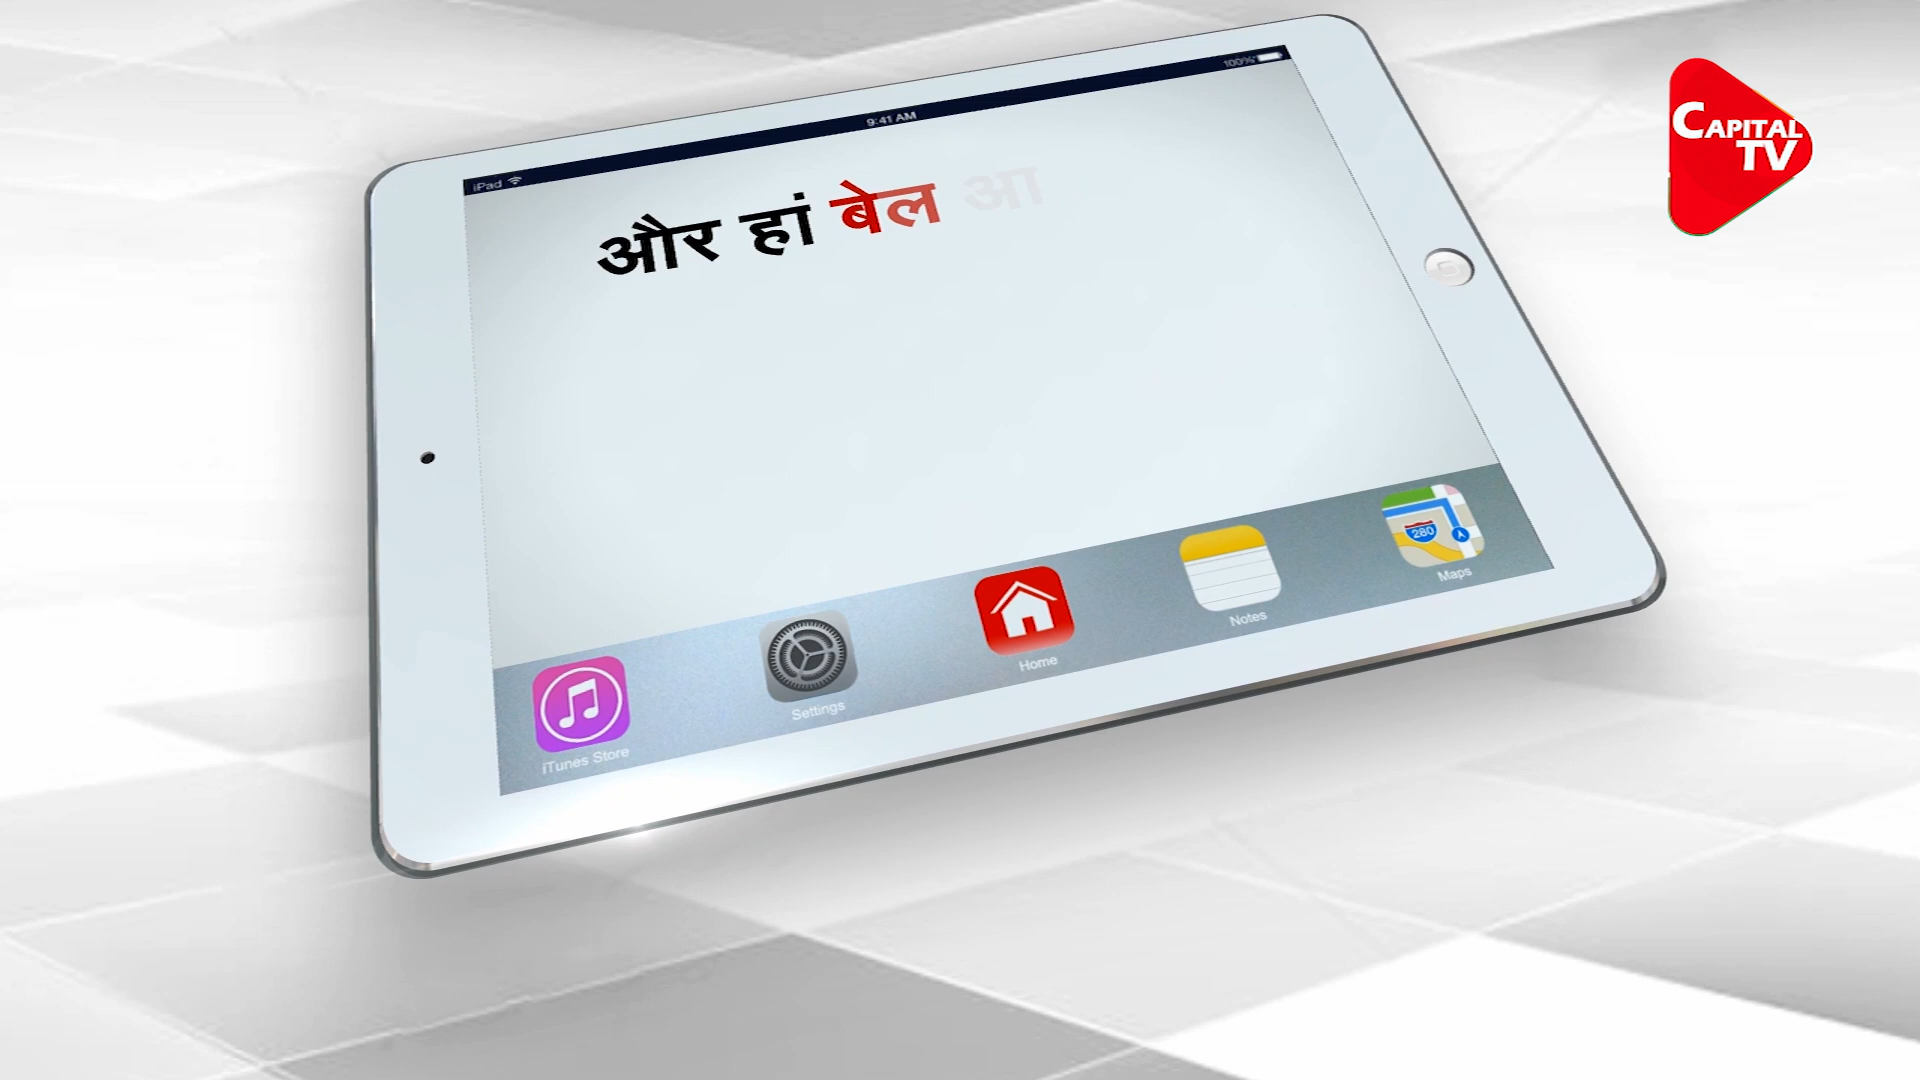 CAPITAL
TV
iPad
9:41 AM
100%
और हां बेल आ
280
iTunes Store
Settings
Home
Notes
Maps